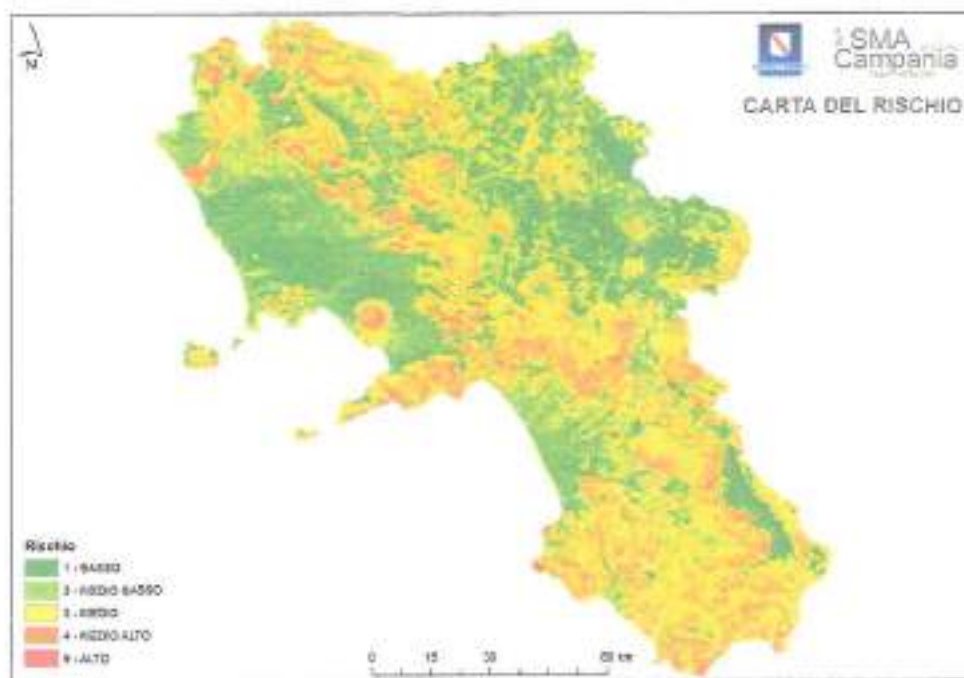 N
SMA
Campania
CARTA DEL RISCHIO
Rischio
1 - BASSO
2 - MEDIO BASSO
3 - MEDIO
4 - MEDIO ALTO
5 - ALTO
0 15 30 60 km